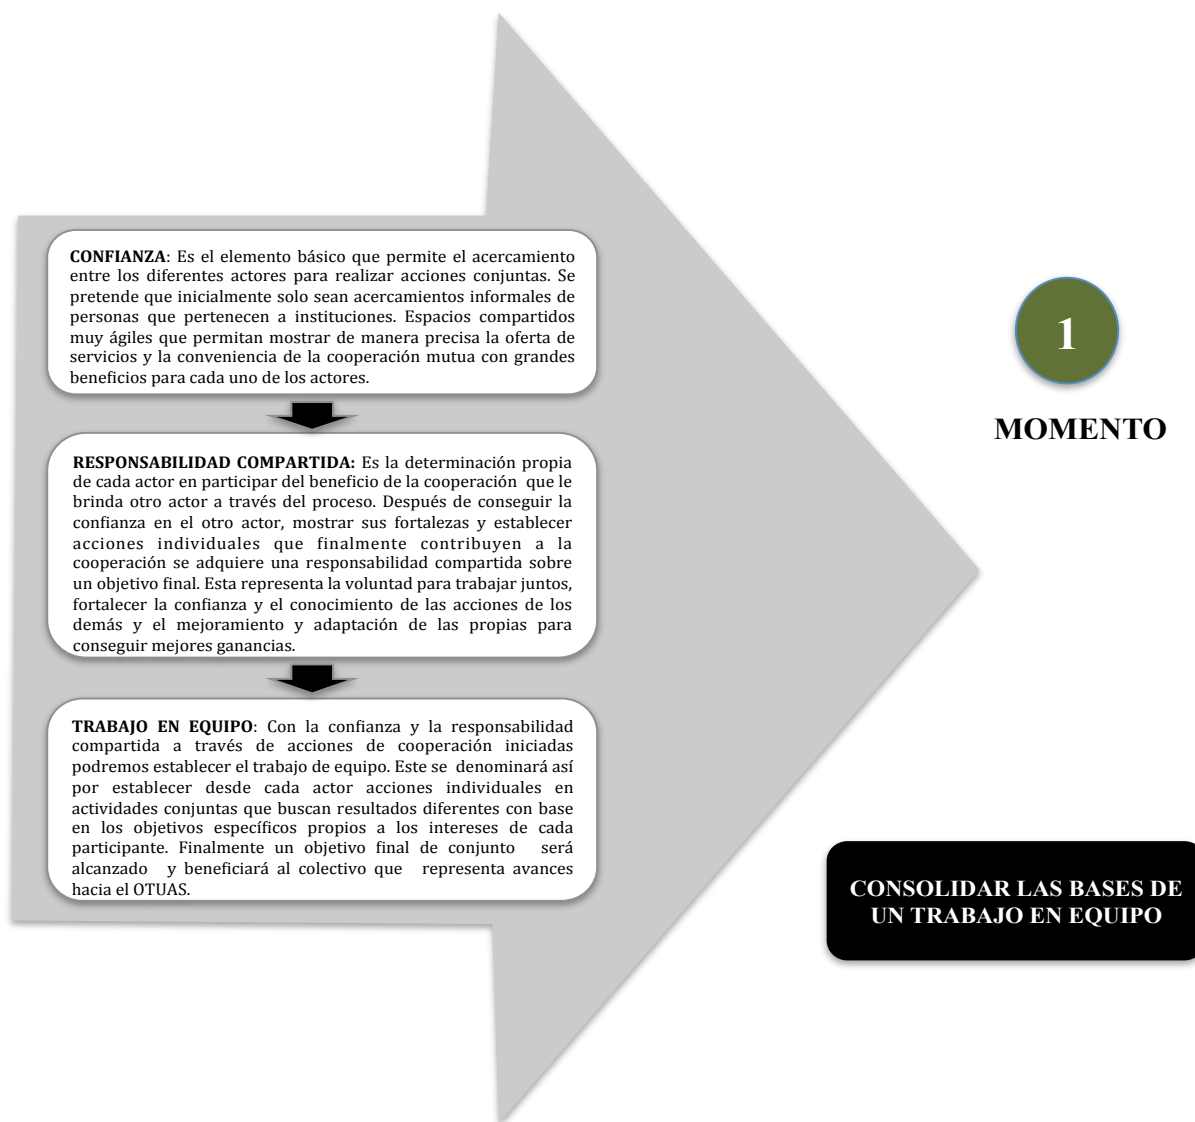 CONFIANZA: Es el elemento básico que permite el acercamiento
entre los diferentes actores para realizar acciones conjuntas. Se
pretende que inicialmente solo sean acercamientos informales de
personas que pertenecen a instituciones. Espacios compartidos
muy ágiles que permitan mostrar de manera precisa la oferta de
servicios y la conveniencia de la cooperación mutua con grandes
beneficios para cada uno de los actores.
RESPONSABILIDAD COMPARTIDA: Es la determinación propia
de cada actor en participar del beneficio de la cooperación que le
brinda otro actor a través del proceso. Después de conseguir la
confianza en el otro actor, mostrar sus fortalezas y establecer
acciones individuales que finalmente contribuyen a la
cooperación se adquiere una responsabilidad compartida sobre
un objetivo final. Esta representa la voluntad para trabajar juntos,
fortalecer la confianza y el conocimiento de las acciones de los
demás y el mejoramiento y adaptación de las propias para
conseguir mejores ganancias.
TRABAJO EN EQUIPO: Con la confianza y la responsabilidad
compartida a través de acciones de cooperación iniciadas
podremos establecer el trabajo de equipo. Este se denominará así
por establecer desde cada actor acciones individuales en
actividades conjuntas que buscan resultados diferentes con base
en los objetivos específicos propios a los intereses de cada
participante. Finalmente un objetivo final de conjunto será
alcanzado y beneficiará al colectivo que representa avances
hacia el OTUAS.
1
MOMENTO
CONSOLIDAR LAS BASES DE
UN TRABAJO EN EQUIPO